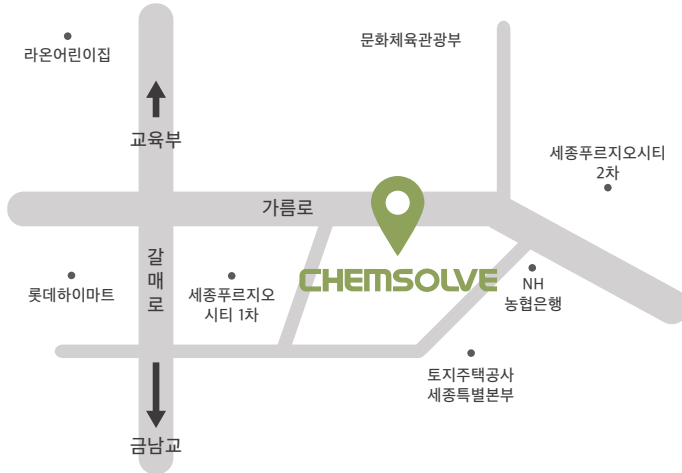 라온어린이집
문화체육관광부
교육부
세종푸르지오시티
2차
가름로
갈
매
로
롯데하이마트
세종푸르지오
시티 1차
CHEMSOLVE
NH
농협은행
토지주택공사
세종특별본부
금남교